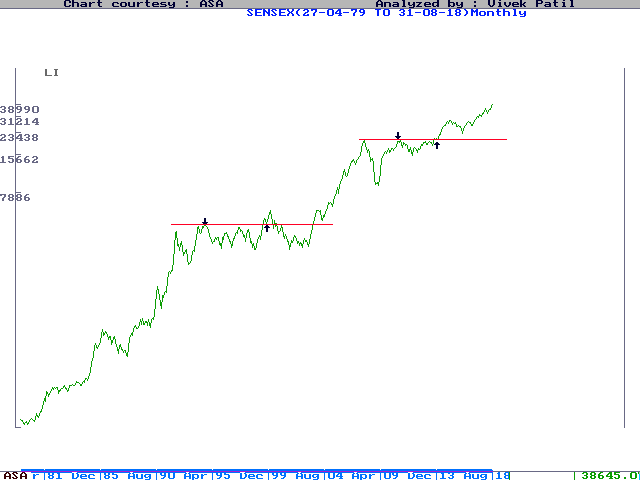 Chart courtesy : ASA Analyzed by : Vivek Patil
SENSEX(27-04-79 TO 31-08-18)Monthly
LI
38990
31214
23438
15662
7886
ASA r 81 Dec 85 Aug 90 Apr 95 Dec 99 Aug 04 Apr 09 Dec 13 Aug 18 38645.0